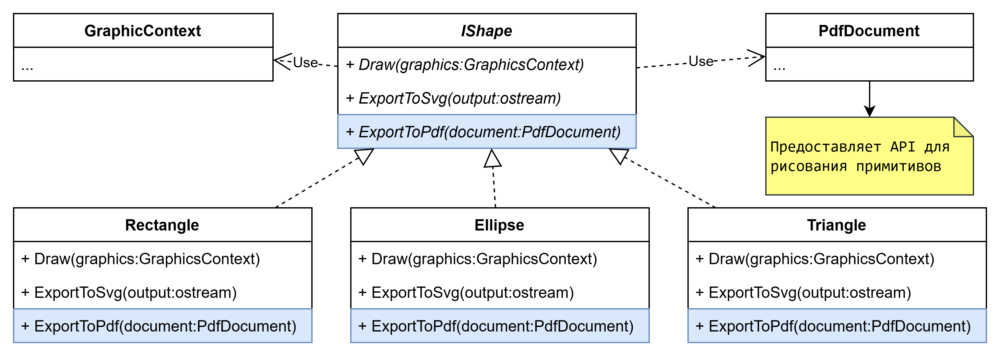 GraphicContext
...
Use
IShape
+ Draw(graphics:GraphicsContext)
+ ExportToSvg(output:ostream)
+ ExportToPdf(document:PdfDocument)
Use
PdfDocument
...
Предоставляет API для
рисования примитивов
Rectangle
+ Draw(graphics:GraphicsContext)
+ ExportToSvg(output:ostream)
+ ExportToPdf(document:PdfDocument)
Ellipse
+ Draw(graphics:GraphicsContext)
+ ExportToSvg(output:ostream)
+ ExportToPdf(document:PdfDocument)
Triangle
+ Draw(graphics:GraphicsContext)
+ ExportToSvg(output:ostream)
+ ExportToPdf(document:PdfDocument)